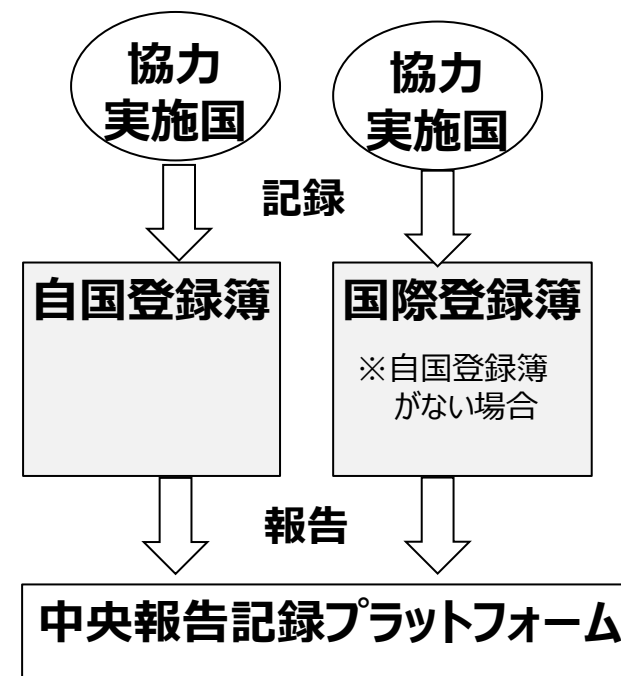 協力
実施国
協力
実施国
記録
自国登録簿
国際登録簿
※自国登録簿
がない場合
報告
中央報告記録プラットフォーム